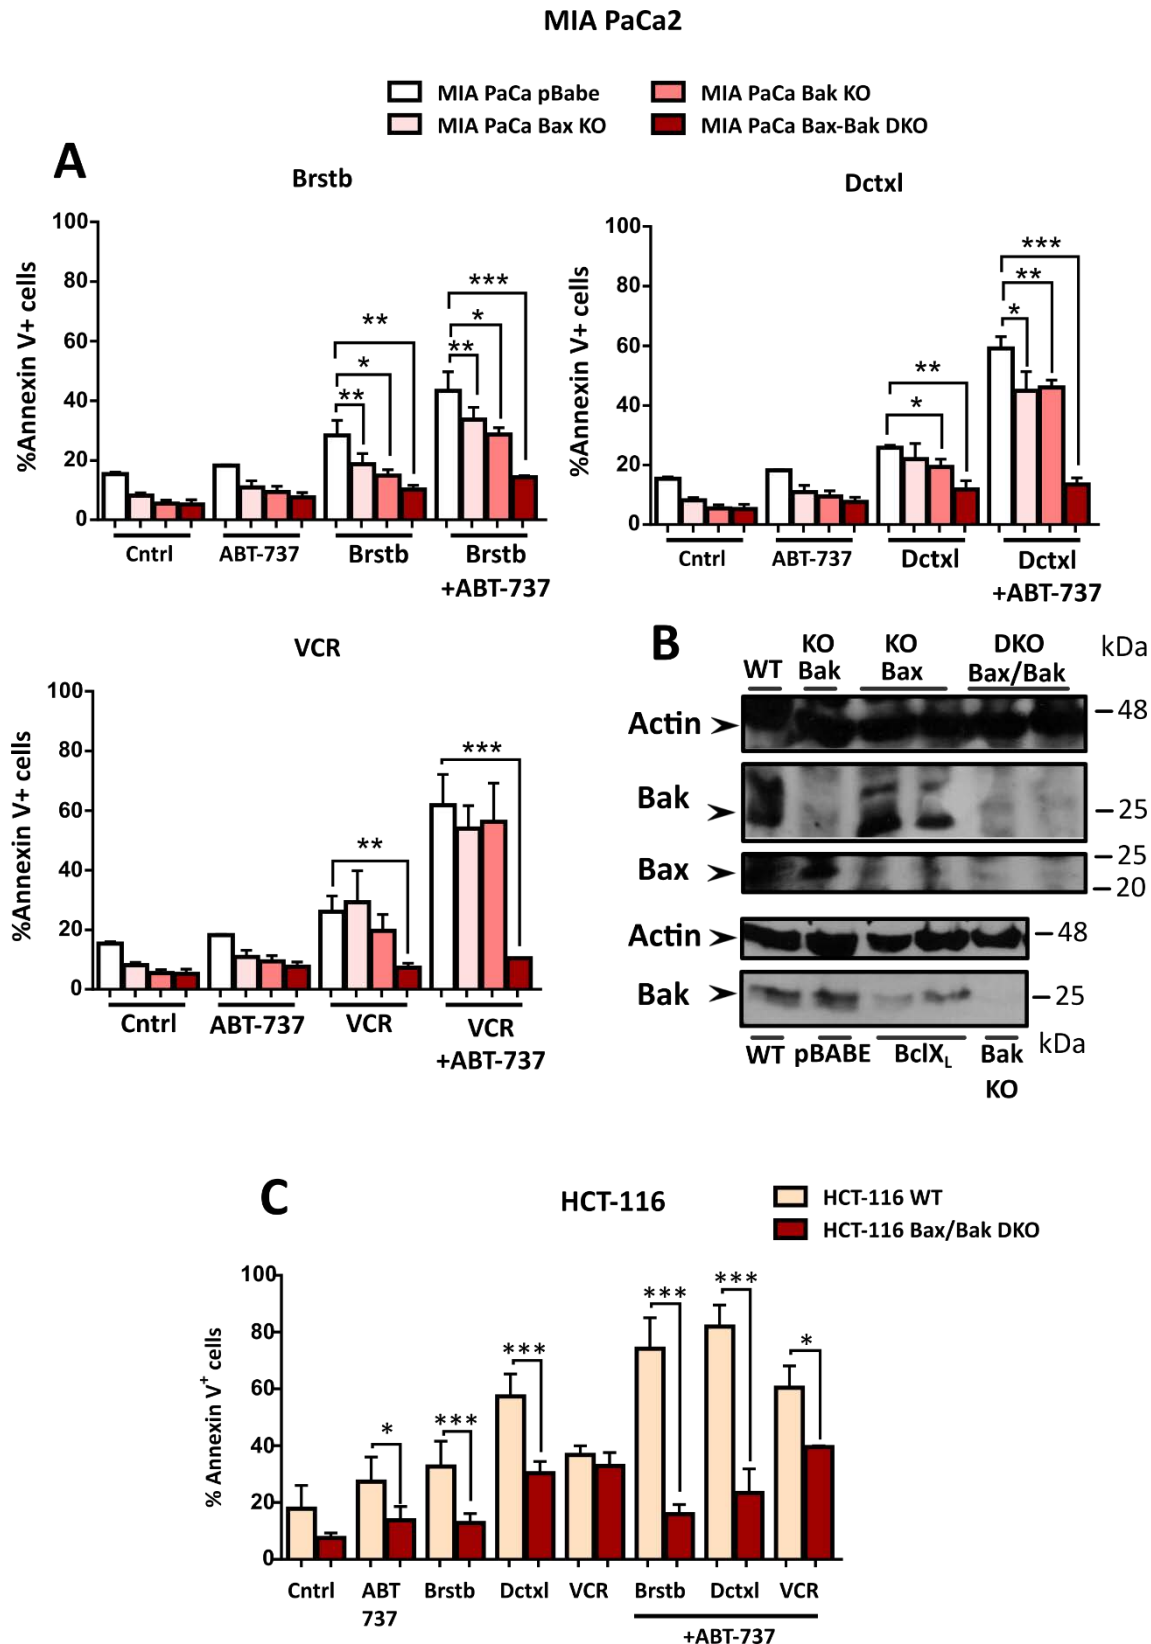 MIA PaCa2
MIA PaCa pBabe
MIA PaCa Bak KO
MIA PaCa Bax KO
MIA PaCa Bax-Bak DKO
A
Brstb
%Annexin V+ cells
100
80
60
40
20
0
** * **
** * ***
Cntrl ABT-737 Brstb Brstb
+ABT-737
Dctxl
%Annexin V+ cells
100
80
60
40
20
0
* **
* ** ***
Cntrl ABT-737 Dctxl Dctxl
+ABT-737
VCR
%Annexin V+ cells
100
80
60
40
20
0
**
***
Cntrl ABT-737 VCR VCR
+ABT-737
B
KO KO DKO kDa
WT Bak Bax Bax/Bak
Actin 48
Bak 25
Bax 25
20
Actin 48
Bak 25
WT pBABE BclXL Bak kDa
KO
C
HCT-116
HCT-116 WT
HCT-116 Bax/Bak DKO
% Annexin V+ cells
100
80
60
40
20
0
* *** *** *** *** *
Cntrl ABT Brstb Dctxl VCR Brstb Dctxl VCR
737
+ABT-737